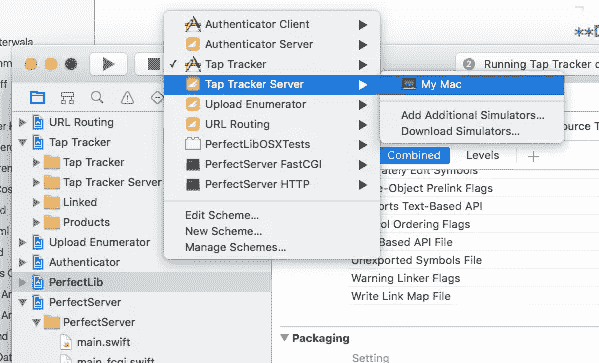 terwala
**D
Authenticator Client
Authenticator Server
✓ Tap Tracker
Tap Tracker Server
Upload Enumerator
URL Routing
PerfectLibOSXTests
PerfectServer FastCGI
PerfectServer HTTP
Edit Scheme...
New Scheme...
Manage Schemes...
My Mac
Add Additional Simulators...
Download Simulators...
2 Running Tap Tracker
URL Routing
Tap Tracker
Tap Tracker
Tap Tracker Server
Linked
Products
Upload Enumerator
Authenticator
PerfectLib
PerfectServer
PerfectServer
main.swift
main_fcgi.swift
Combined Levels +
ately Edit Symbols
e-Object Prelink Flags
orts Text-Based API
ol Ordering Flags
Based API File
Unexported Symbols File
Warning Linker Flags
Write Link Map File
Packaging
Setting